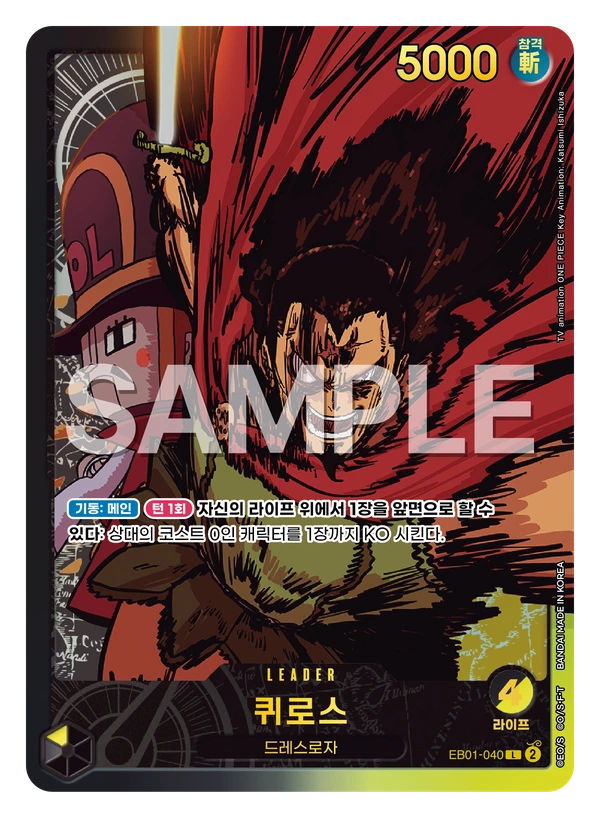 5000
참격
斬
TV animation ONE PIECE Key Animation: Katsumi Ishizuka
DL
SAMPLE
기동: 메인 턴 1회 자신의 라이프 위에서 1장을 앞면으로 할 수
있다: 상대의 코스트 0인 캐릭터를 1장까지 KO 시킨다.
LEADER
퀴로스
드레스로자
4
라이프
EB01-040 L 2
©EO/S ©O/S·F·T BANDAI MADE IN KOREA